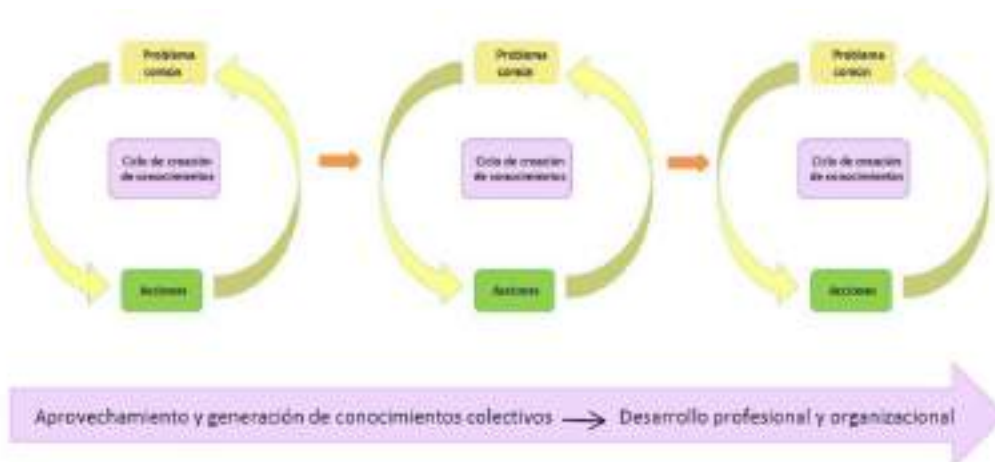 Problema
común
Problema
común
Problema
común
Ciclo de creación
de conocimientos
Ciclo de creación
de conocimientos
Ciclo de creación
de conocimientos
Acciones
Acciones
Acciones
Aprovechamiento y generación de conocimientos colectivos → Desarrollo profesional y organizacional